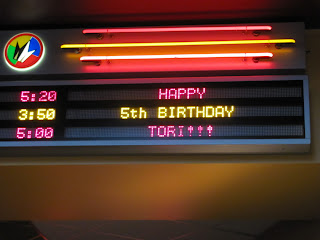 5:20 HAPPY
3:50 5th BIRTHDAY
5:00 TORI!!!